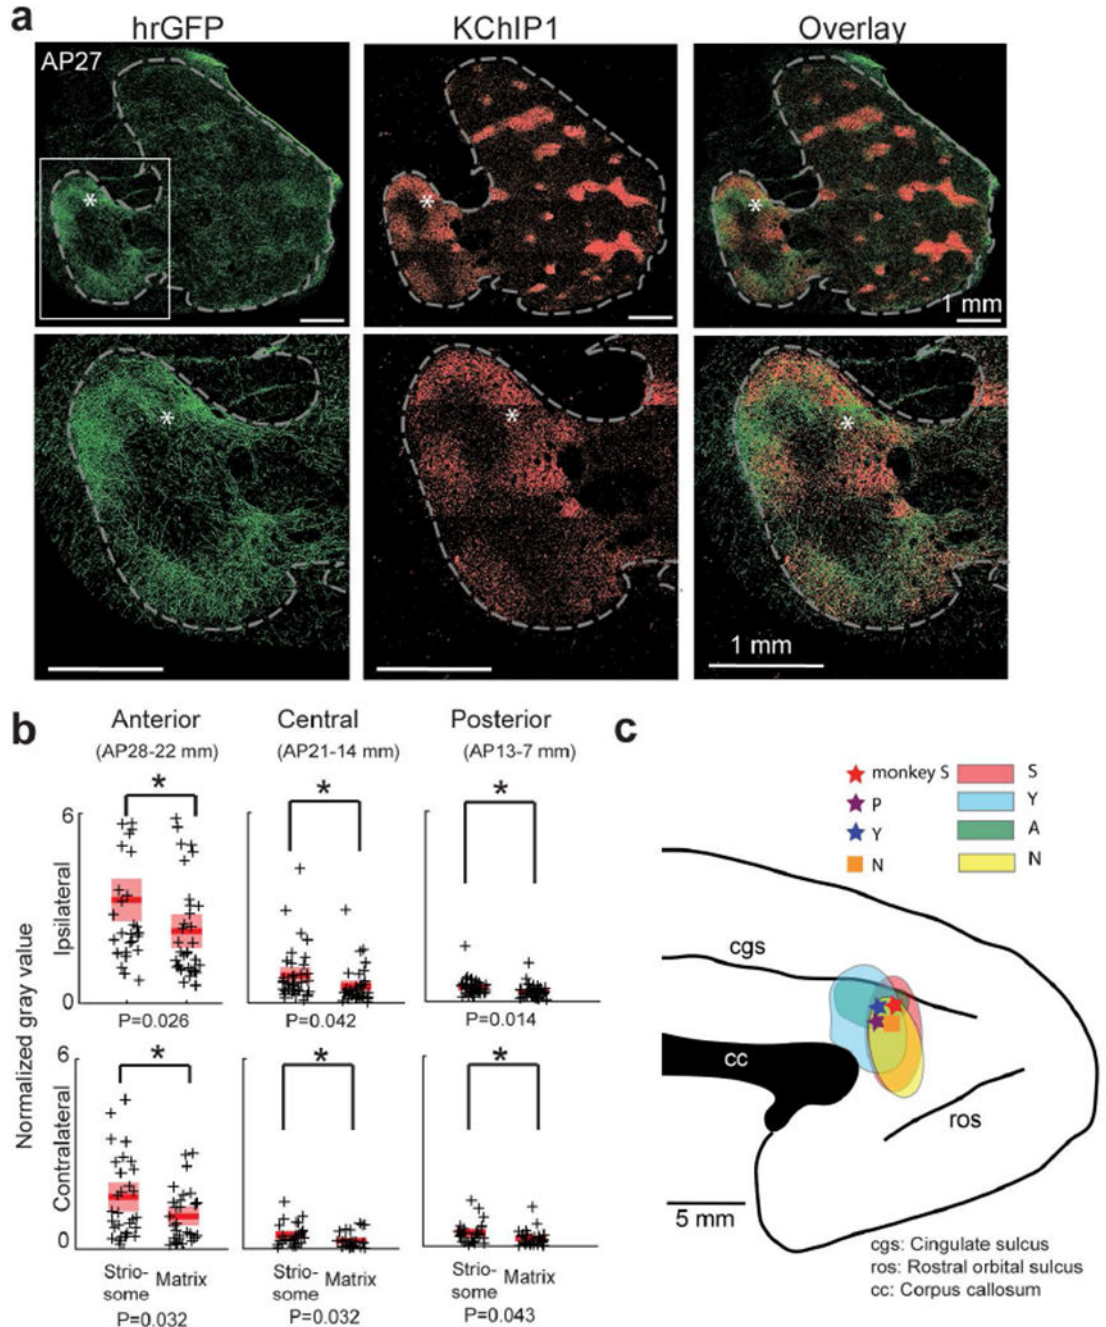 a
hrGFP KChIP1 Overlay
AP27
* * *
1 mm
* * *
1 mm
b
Anterior Central Posterior
(AP28-22 mm) (AP21-14 mm) (AP13-7 mm)
* * *
Normalized gray value
Ipsilateral
6
0
P=0.026 P=0.042 P=0.014
* * *
Contralateral
6
0
Strio- Matrix Strio- Matrix Strio- Matrix
some some some
P=0.032 P=0.032 P=0.043
c
monkey S S
P Y
Y A
N N
cgs
cc
ros
5 mm
cgs: Cingulate sulcus
ros: Rostral orbital sulcus
cc: Corpus callosum